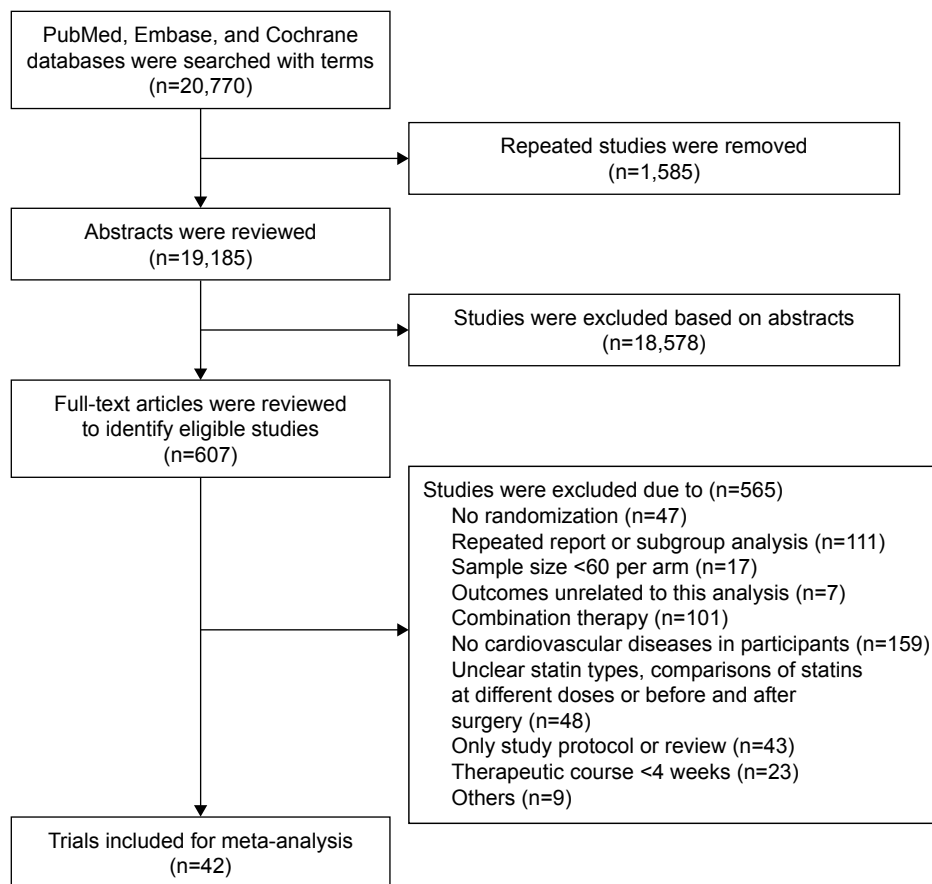 PubMed, Embase, and Cochrane
databases were searched with terms
(n=20,770)
Repeated studies were removed
(n=1,585)
Abstracts were reviewed
(n=19,185)
Studies were excluded based on abstracts
(n=18,578)
Full-text articles were reviewed
to identify eligible studies
(n=607)
Studies were excluded due to (n=565)
No randomization (n=47)
Repeated report or subgroup analysis (n=111)
Sample size <60 per arm (n=17)
Outcomes unrelated to this analysis (n=7)
Combination therapy (n=101)
No cardiovascular diseases in participants (n=159)
Unclear statin types, comparisons of statins
at different doses or before and after
surgery (n=48)
Only study protocol or review (n=43)
Therapeutic course <4 weeks (n=23)
Others (n=9)
Trials included for meta-analysis
(n=42)